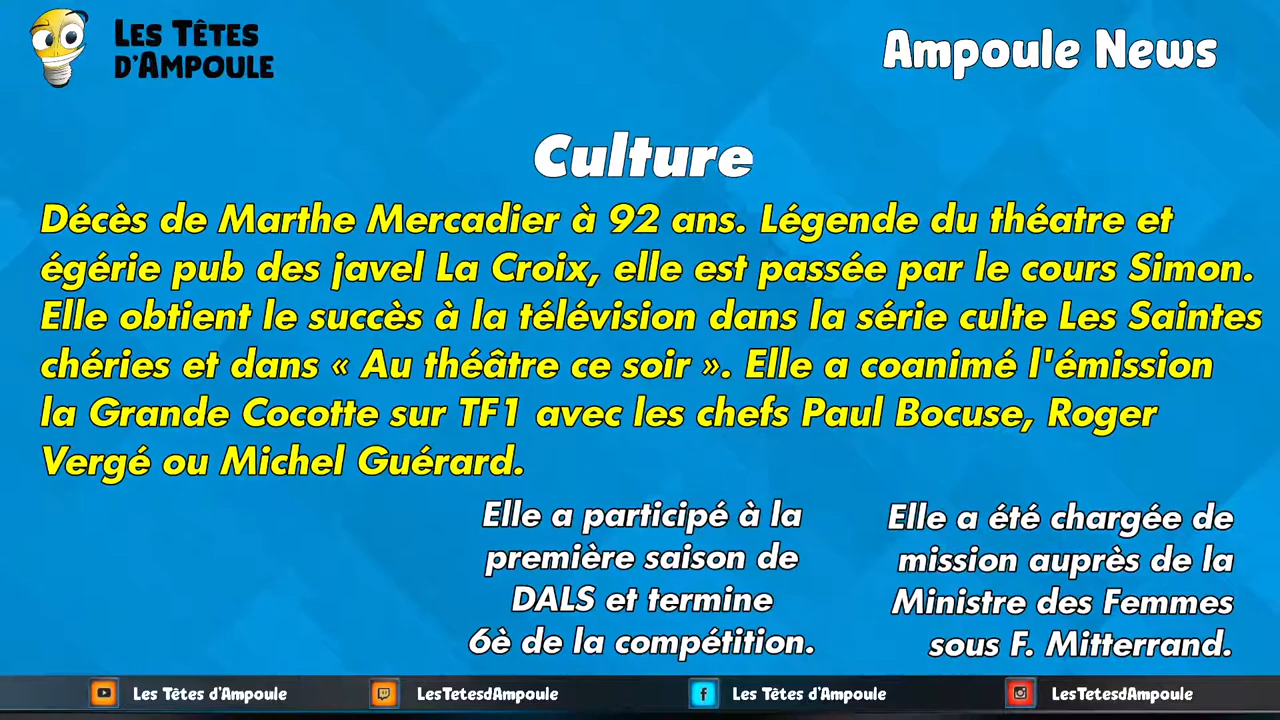 LES TÊTES
D'AMPOULE
Ampoule News
Culture
Décès de Marthe Mercadier à 92 ans. Légende du théatre et
égérie pub des javel La Croix, elle est passée par le cours Simon.
Elle obtient le succès à la télévision dans la série culte Les Saintes
chéries et dans « Au théâtre ce soir ». Elle a coanimé l'émission
la Grande Cocotte sur TF1 avec les chefs Paul Bocuse, Roger
Vergé ou Michel Guérard.
Elle a participé à la
première saison de
DALS et termine
6è de la compétition.
Elle a été chargée de
mission auprès de la
Ministre des Femmes
sous F. Mitterrand.
Les Têtes d'Ampoule
LesTetesdAmpoule
Les Têtes d'Ampoule
LesTetesdAmpoule